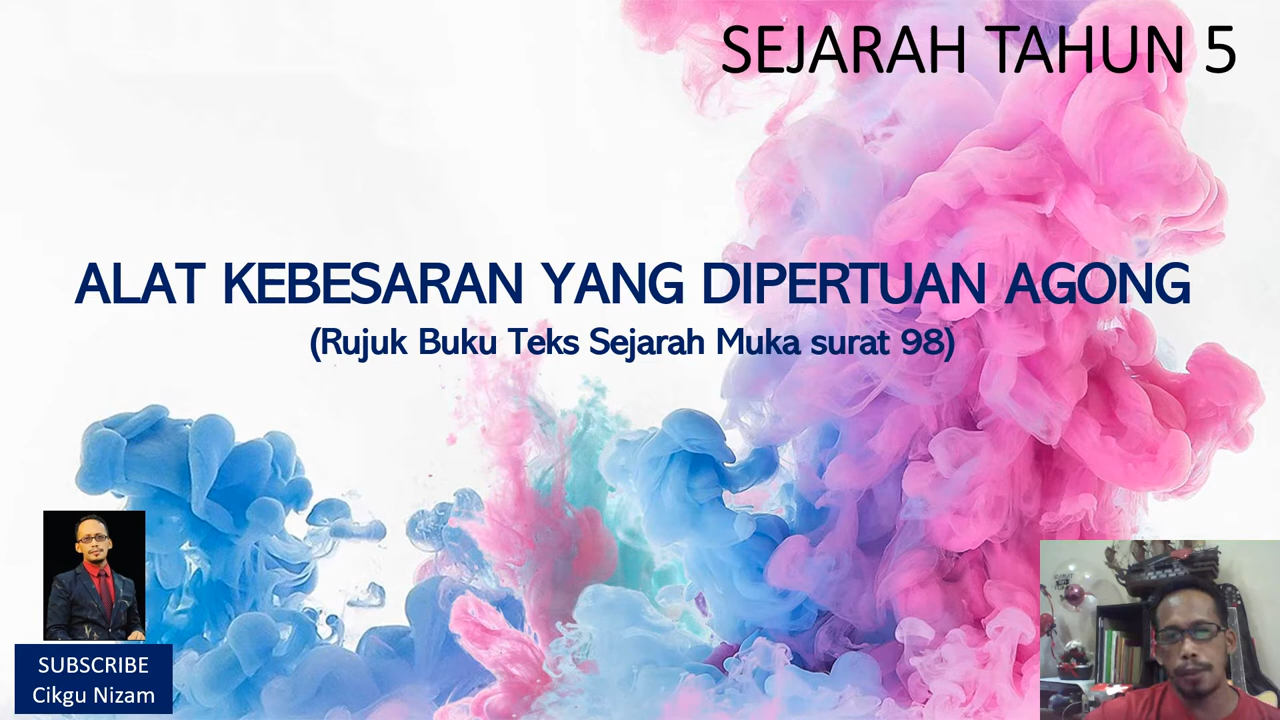 SEJARAH TAHUN 5
ALAT KEBESARAN YANG DIPERTUAN AGONG
(Rujuk Buku Teks Sejarah Muka surat 98)
SUBSCRIBE
Cikgu Nizam